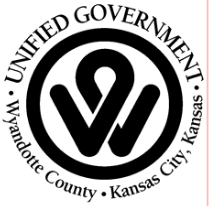 UNIFIED GOVERNMENT
Wyandotte County • Kansas City, Kansas